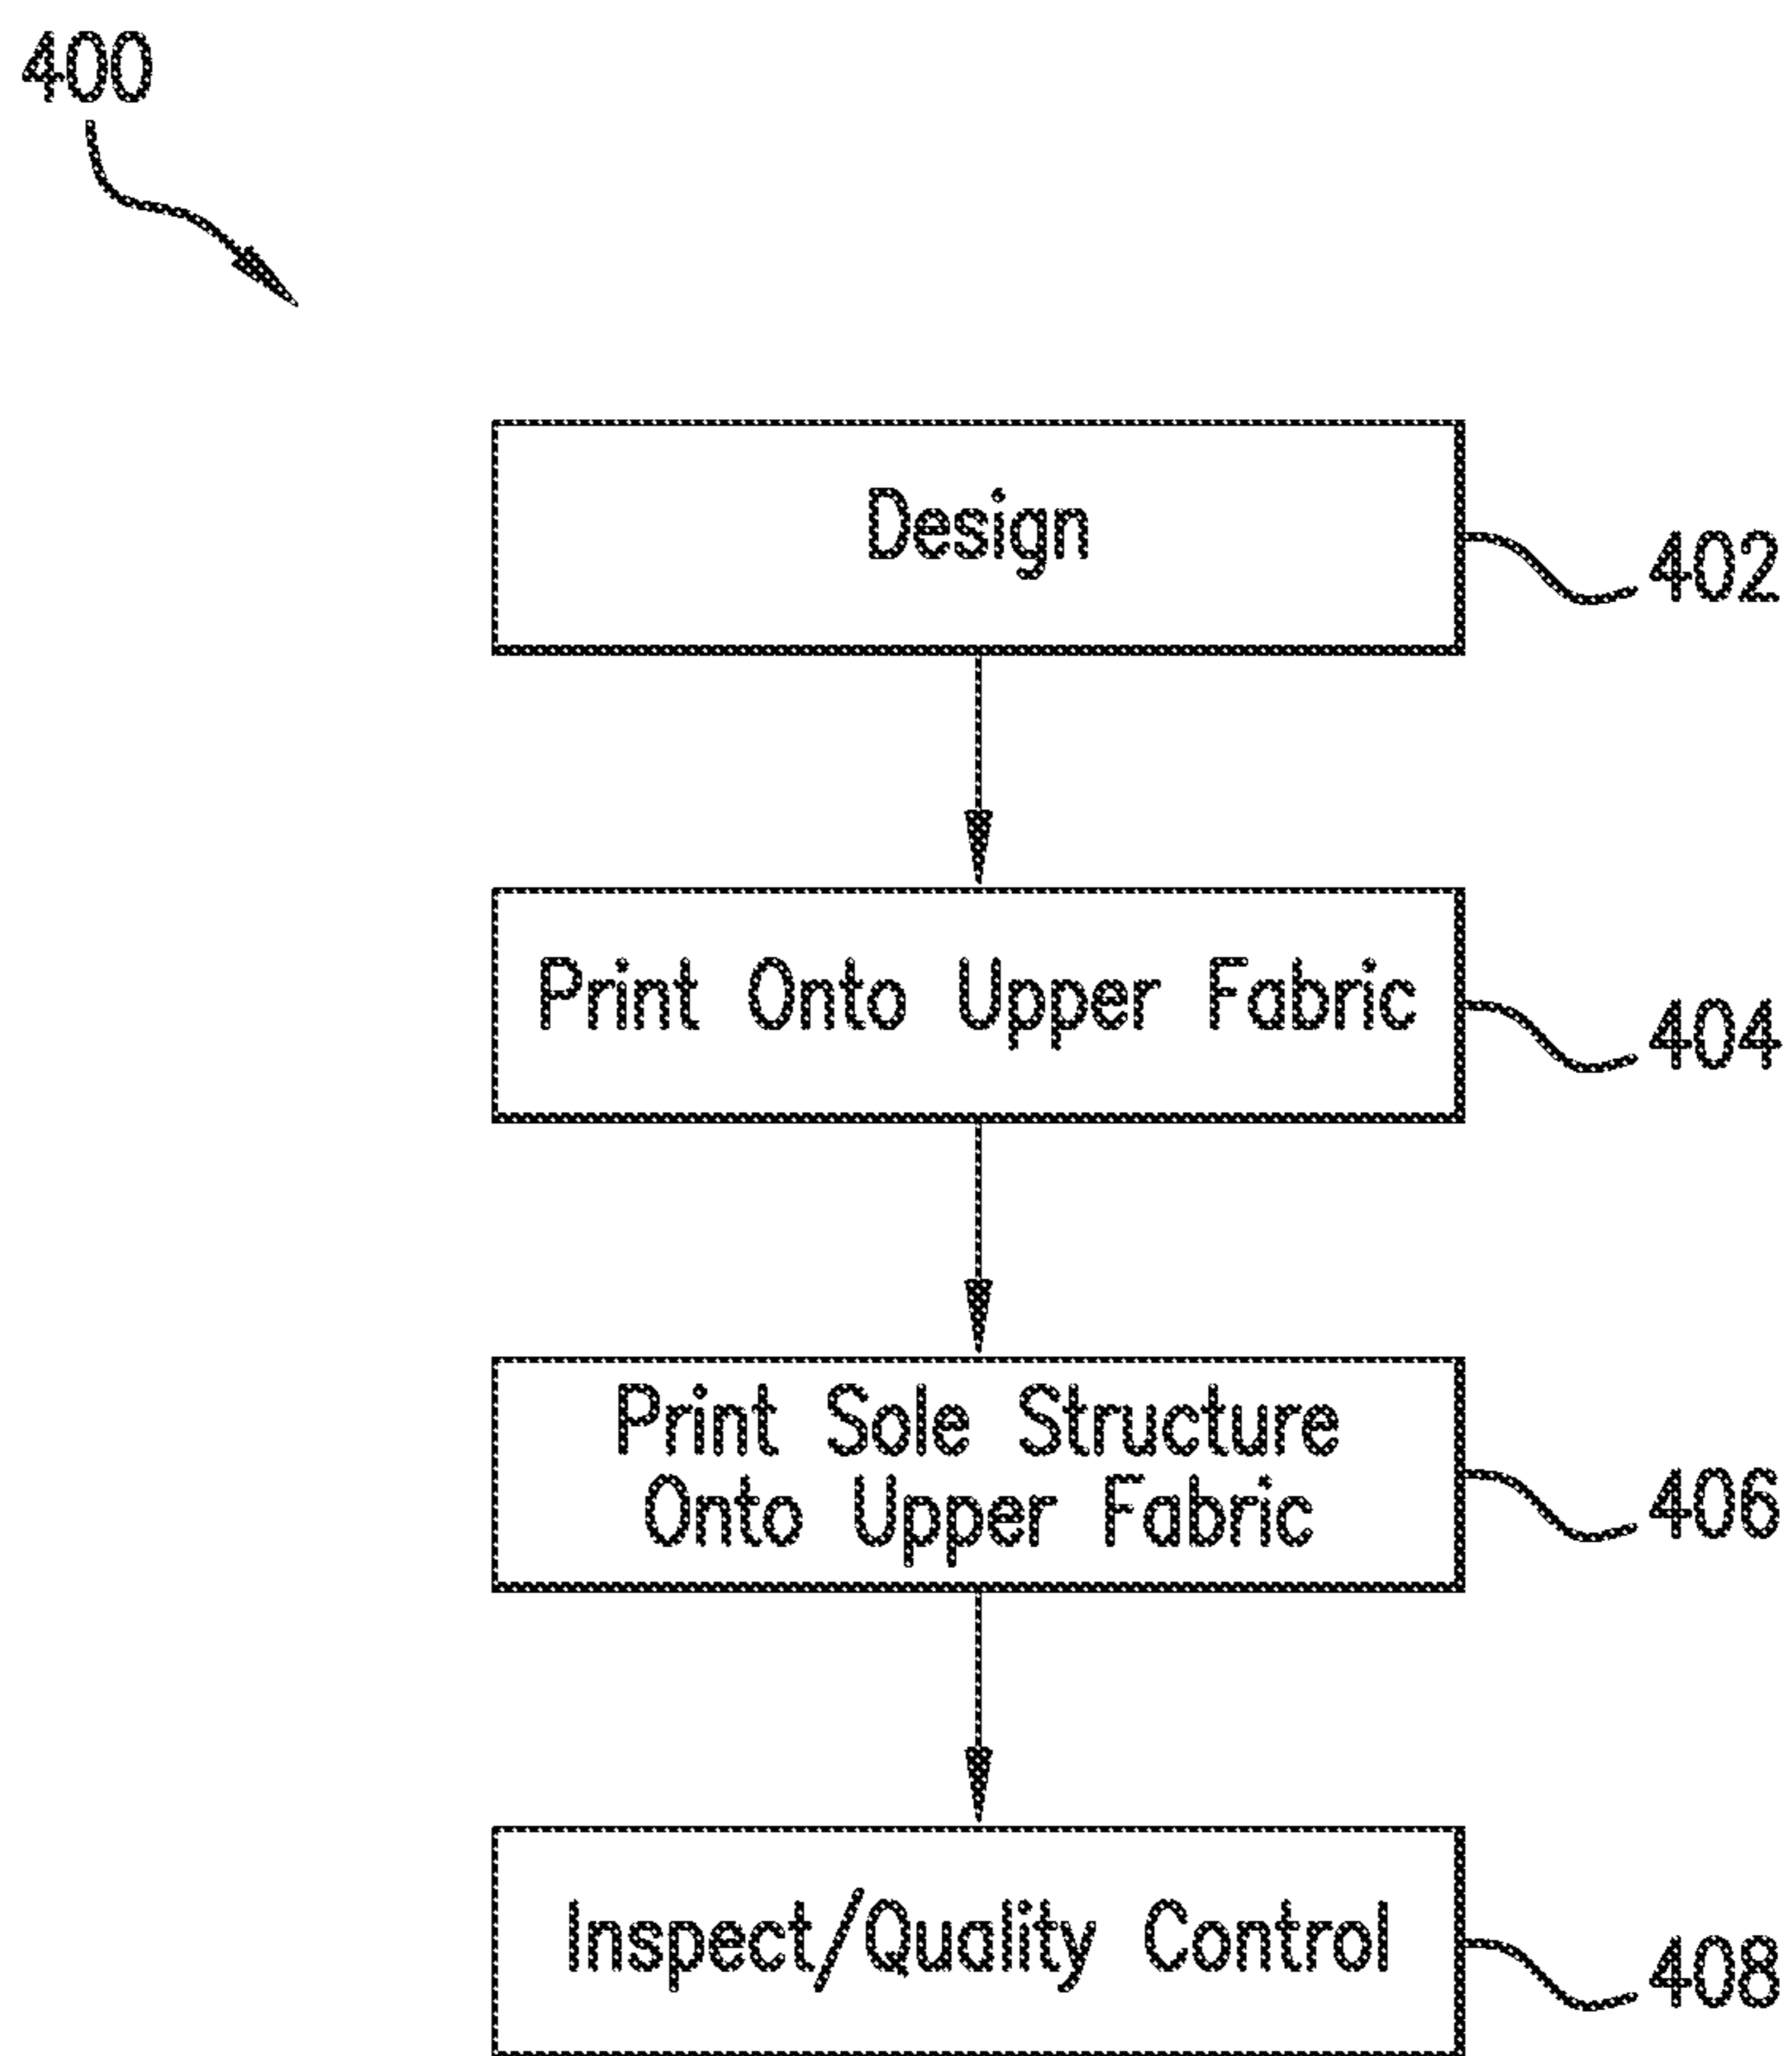 400
Design
402
Print Onto Upper Fabric
404
Print Sole Structure
Onto Upper Fabric
406
Inspect/Quality Control
408